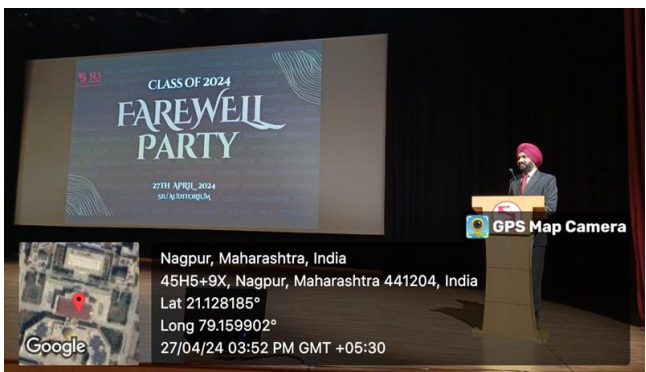 SLS
CLASS OF 2024
FAREWELL
PARTY
27TH APRIL, 2024
SIU AUDITORIUM
GPS Map Camera
Nagpur, Maharashtra, India
45H5+9X, Nagpur, Maharashtra 441204, India
Lat 21.128185°
Long 79.159902°
27/04/24 03:52 PM GMT +05:30
Google